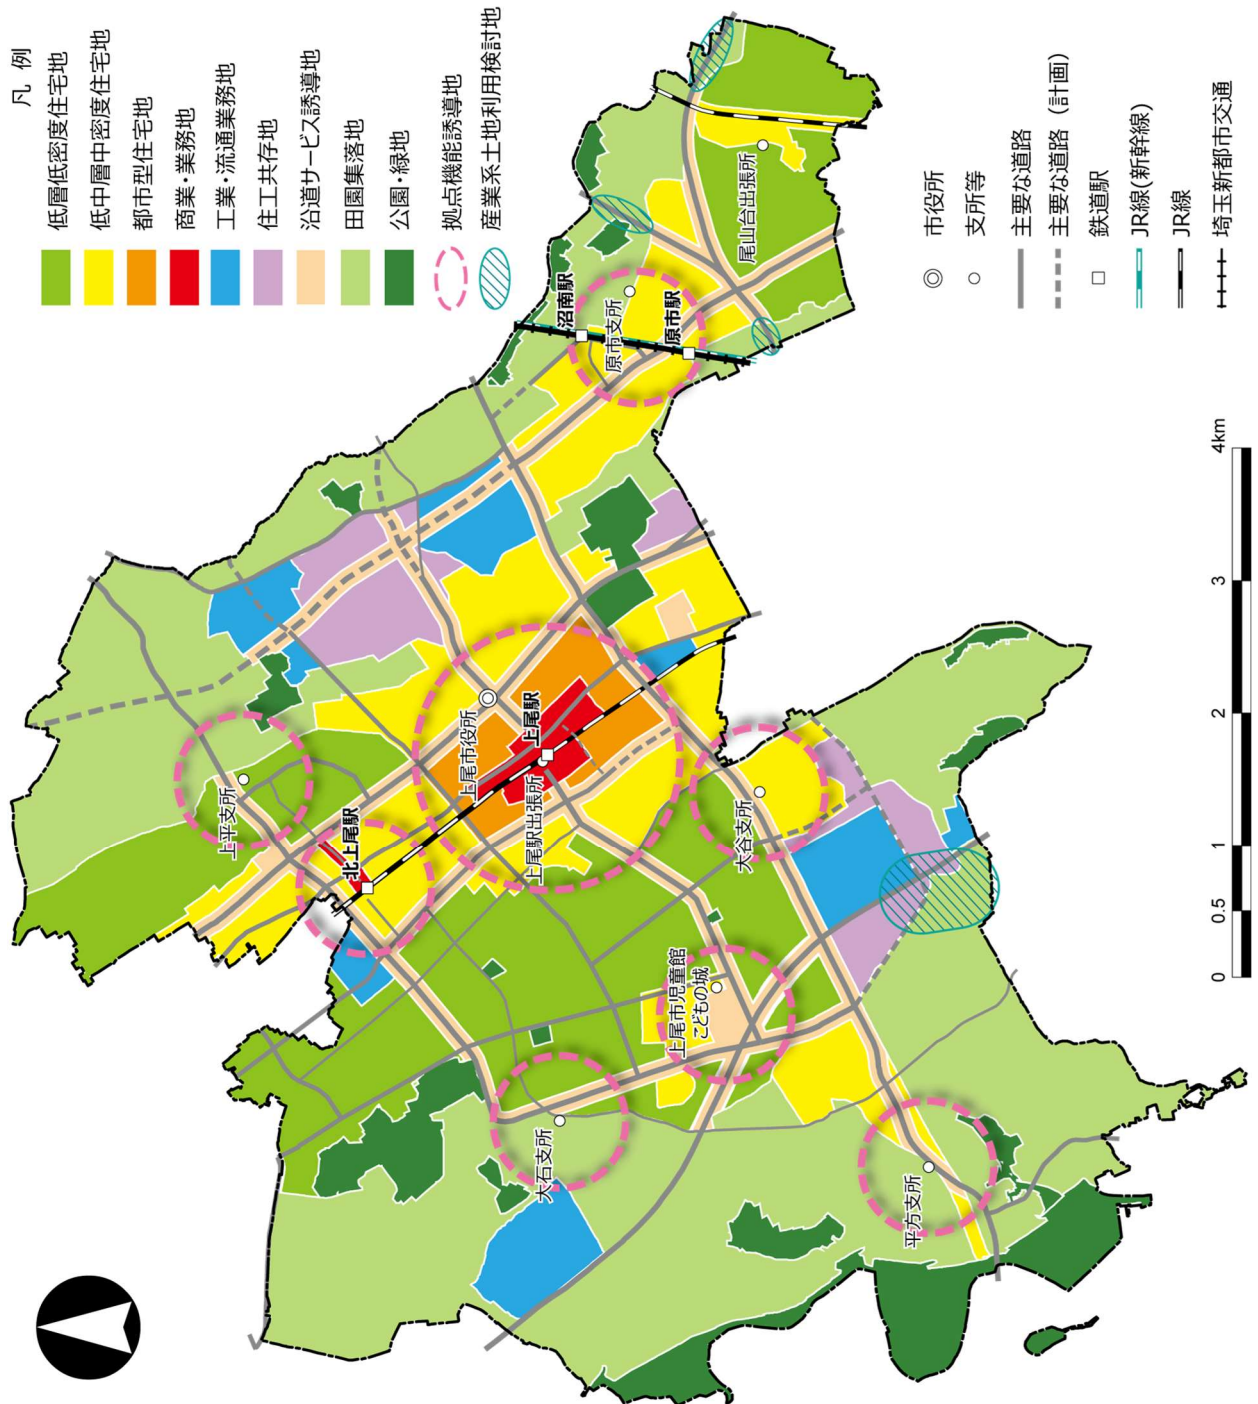 凡 例
低層低密度住宅地
低中層中密度住宅地
都市型住宅地
商業・業務地
工業・流通業務地
住工共存地
沿道サービス誘導地
田園集落地
公園・緑地
拠点機能誘導地
産業系土地利用検討地
市役所
支所等
主要な道路
主要な道路（計画）
鉄道駅
JR線(新幹線)
JR線
埼玉新都市交通
上平支所
北上尾駅
上尾市役所
上尾駅
上尾駅出張所
沼南駅
原市支所
原市駅
尾山台出張所
大谷支所
上尾市児童館
こどもの城
大石支所
平方支所
0
0.5
1
2
3
4km